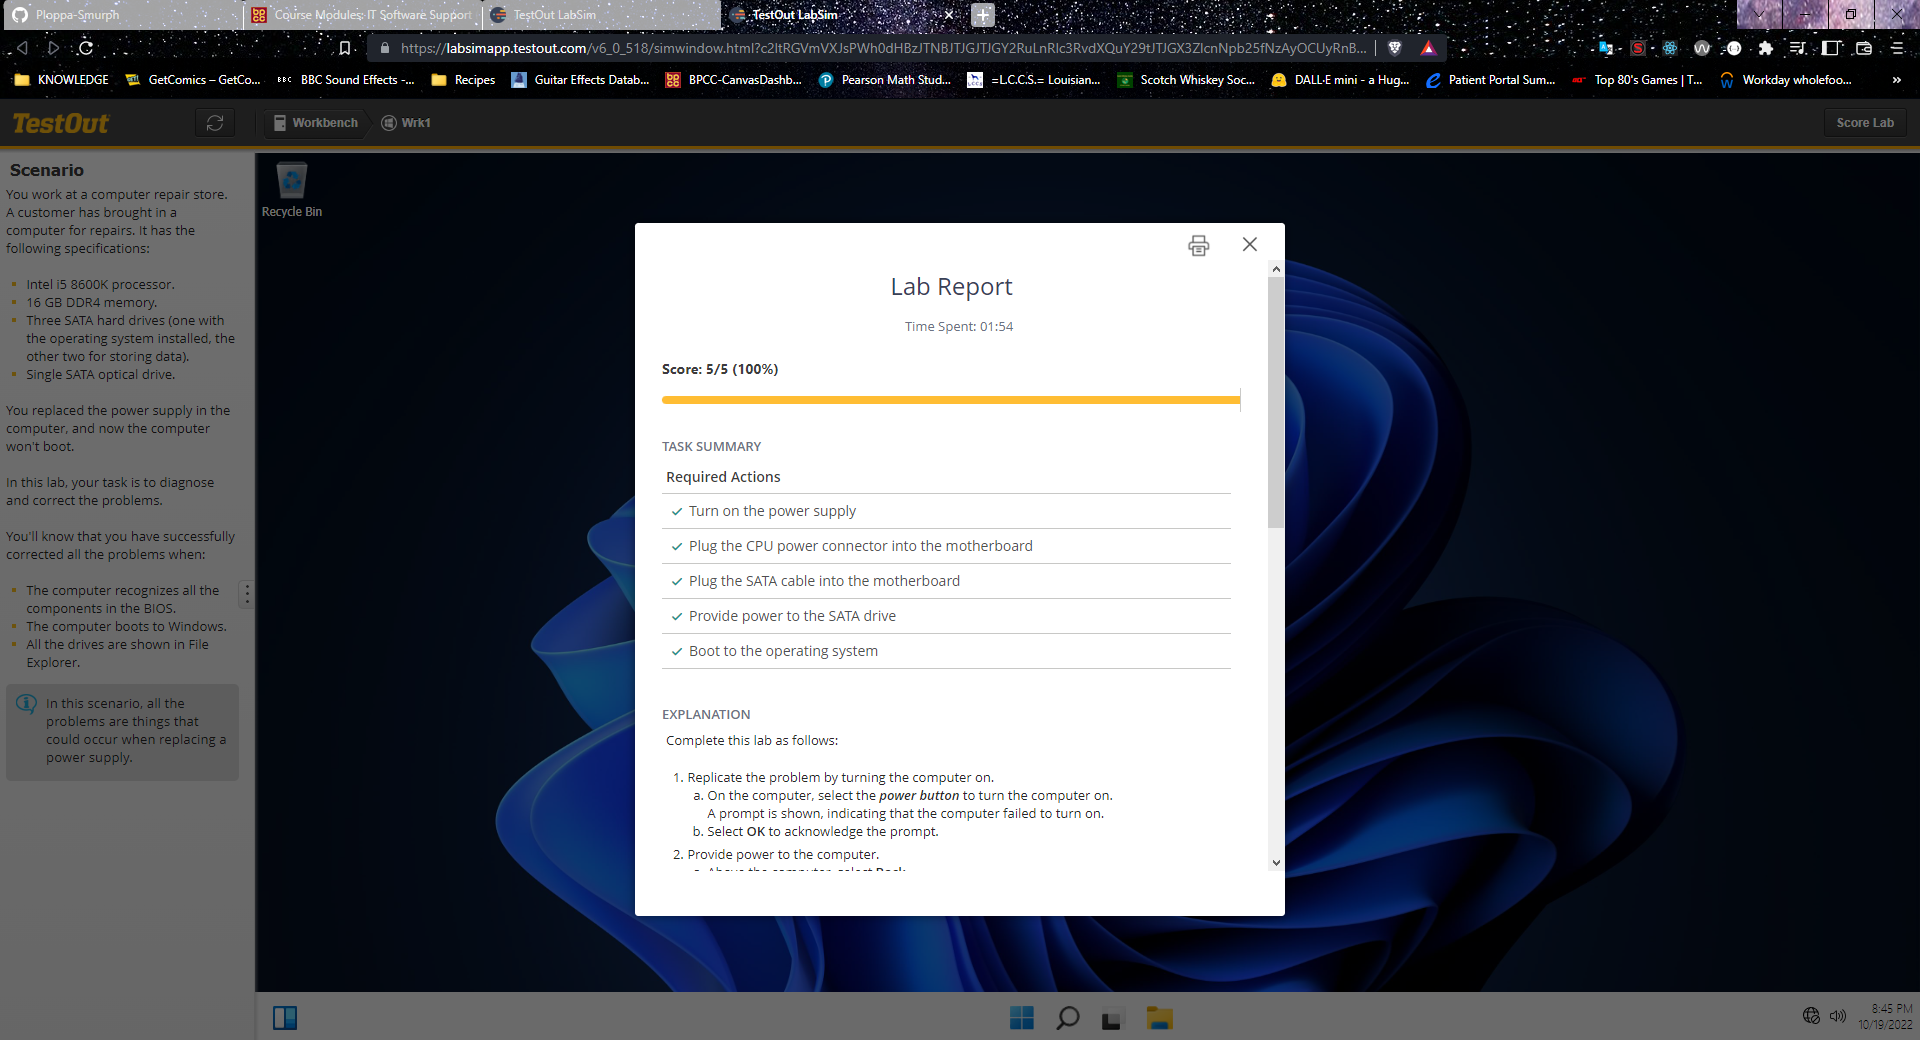 Ploppa-Smurph
Course Modules: IT Software Support
TestOut LabSim
TestOut LabSim
https://labsimapp.testout.com/v6_0_518/simwindow.html?c2ltRGVmVXJsPWh0dHBzJTNBJTJGJTJGY2RuLnRlc3RvdXQuY29tJTJGX3ZlcnNpb25fNzAyOCUyRnB...
KNOWLEDGE
GetComics – GetCo...
BBC BBC Sound Effects -...
Recipes
Guitar Effects Datab...
BPCC-CanvasDashb...
Pearson Math Stud...
=L.C.C.S.= Louisian...
Scotch Whiskey Soc...
DALL·E mini - a Hug...
Patient Portal Sum...
Top 80's Games | T...
Workday wholefoo...
»
TestOut
Workbench
Wrk1
Score Lab
Scenario
You work at a computer repair store.
A customer has brought in a
computer for repairs. It has the
following specifications:
Intel i5 8600K processor.
16 GB DDR4 memory.
Three SATA hard drives (one with
the operating system installed, the
other two for storing data).
Single SATA optical drive.
You replaced the power supply in the
computer, and now the computer
won't boot.
In this lab, your task is to diagnose
and correct the problems.
You'll know that you have successfully
corrected all the problems when:
The computer recognizes all the
components in the BIOS.
The computer boots to Windows.
All the drives are shown in File
Explorer.
In this scenario, all the
problems are things that
could occur when replacing a
power supply.
Recycle Bin
Lab Report
Time Spent: 01:54
Score: 5/5 (100%)
TASK SUMMARY
Required Actions
Turn on the power supply
Plug the CPU power connector into the motherboard
Plug the SATA cable into the motherboard
Provide power to the SATA drive
Boot to the operating system
EXPLANATION
Complete this lab as follows:
1. Replicate the problem by turning the computer on.
a. On the computer, select the power button to turn the computer on.
A prompt is shown, indicating that the computer failed to turn on.
b. Select OK to acknowledge the prompt.
2. Provide power to the computer.
a. Above the computer, select Back.
8:45 PM
10/19/2022